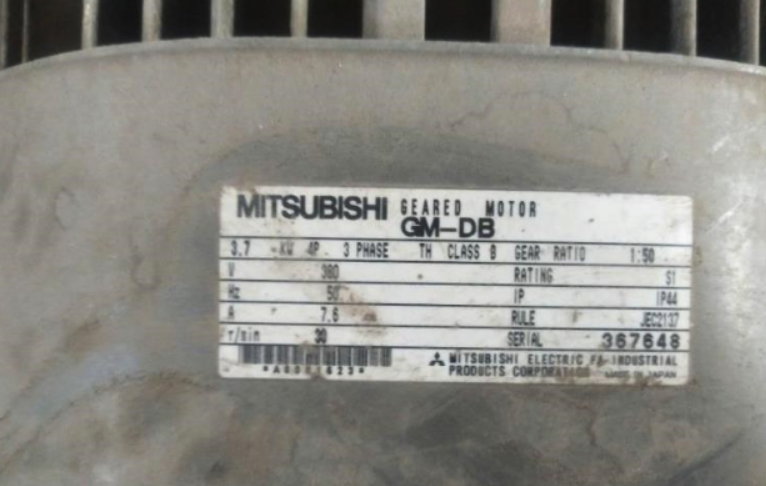 MITSUBISHI GEARED MOTOR
GM-DB
3.7 KW 4P 3 PHASE TH CLASS B GEAR RATIO 1:50
V 380 RATING S1
Hz 50 IP IP44
A 7.6 RULE JEC2137
r/min 30 SERIAL 367648
MITSUBISHI ELECTRIC FA INDUSTRIAL
PRODUCTS CORPORATION MADE IN JAPAN